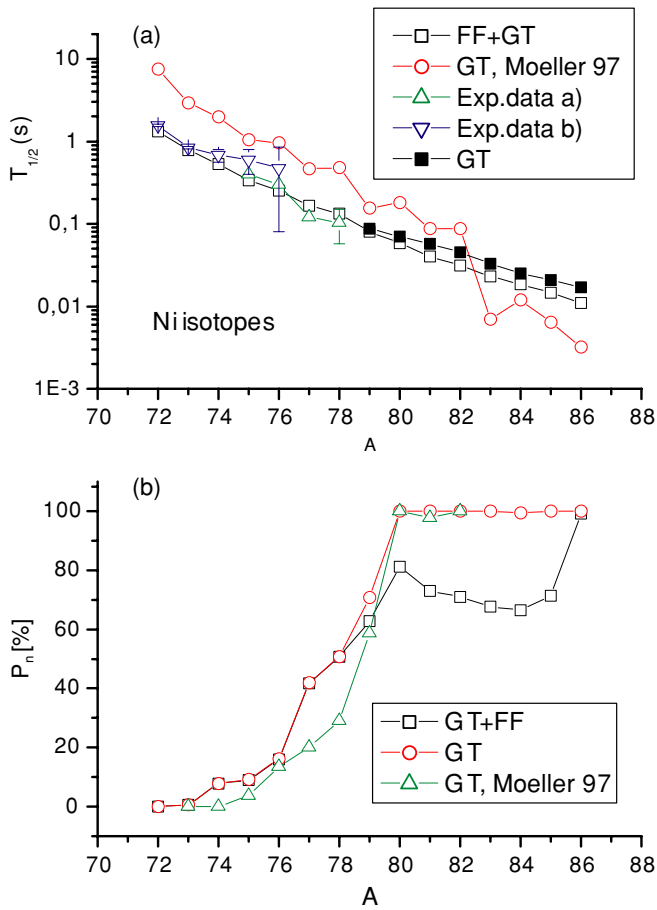 (a)
FF+GT
GT, Moeller 97
Exp.data a)
Exp.data b)
GT
10
1
0,1
0,01
1E-3
T1/2 (s)
Ni isotopes
70 72 74 76 78 80 82 84 86 88
A
(b)
100
80
60
40
20
0
Pn [%]
GT+FF
GT
GT, Moeller 97
70 72 74 76 78 80 82 84 86 88
A